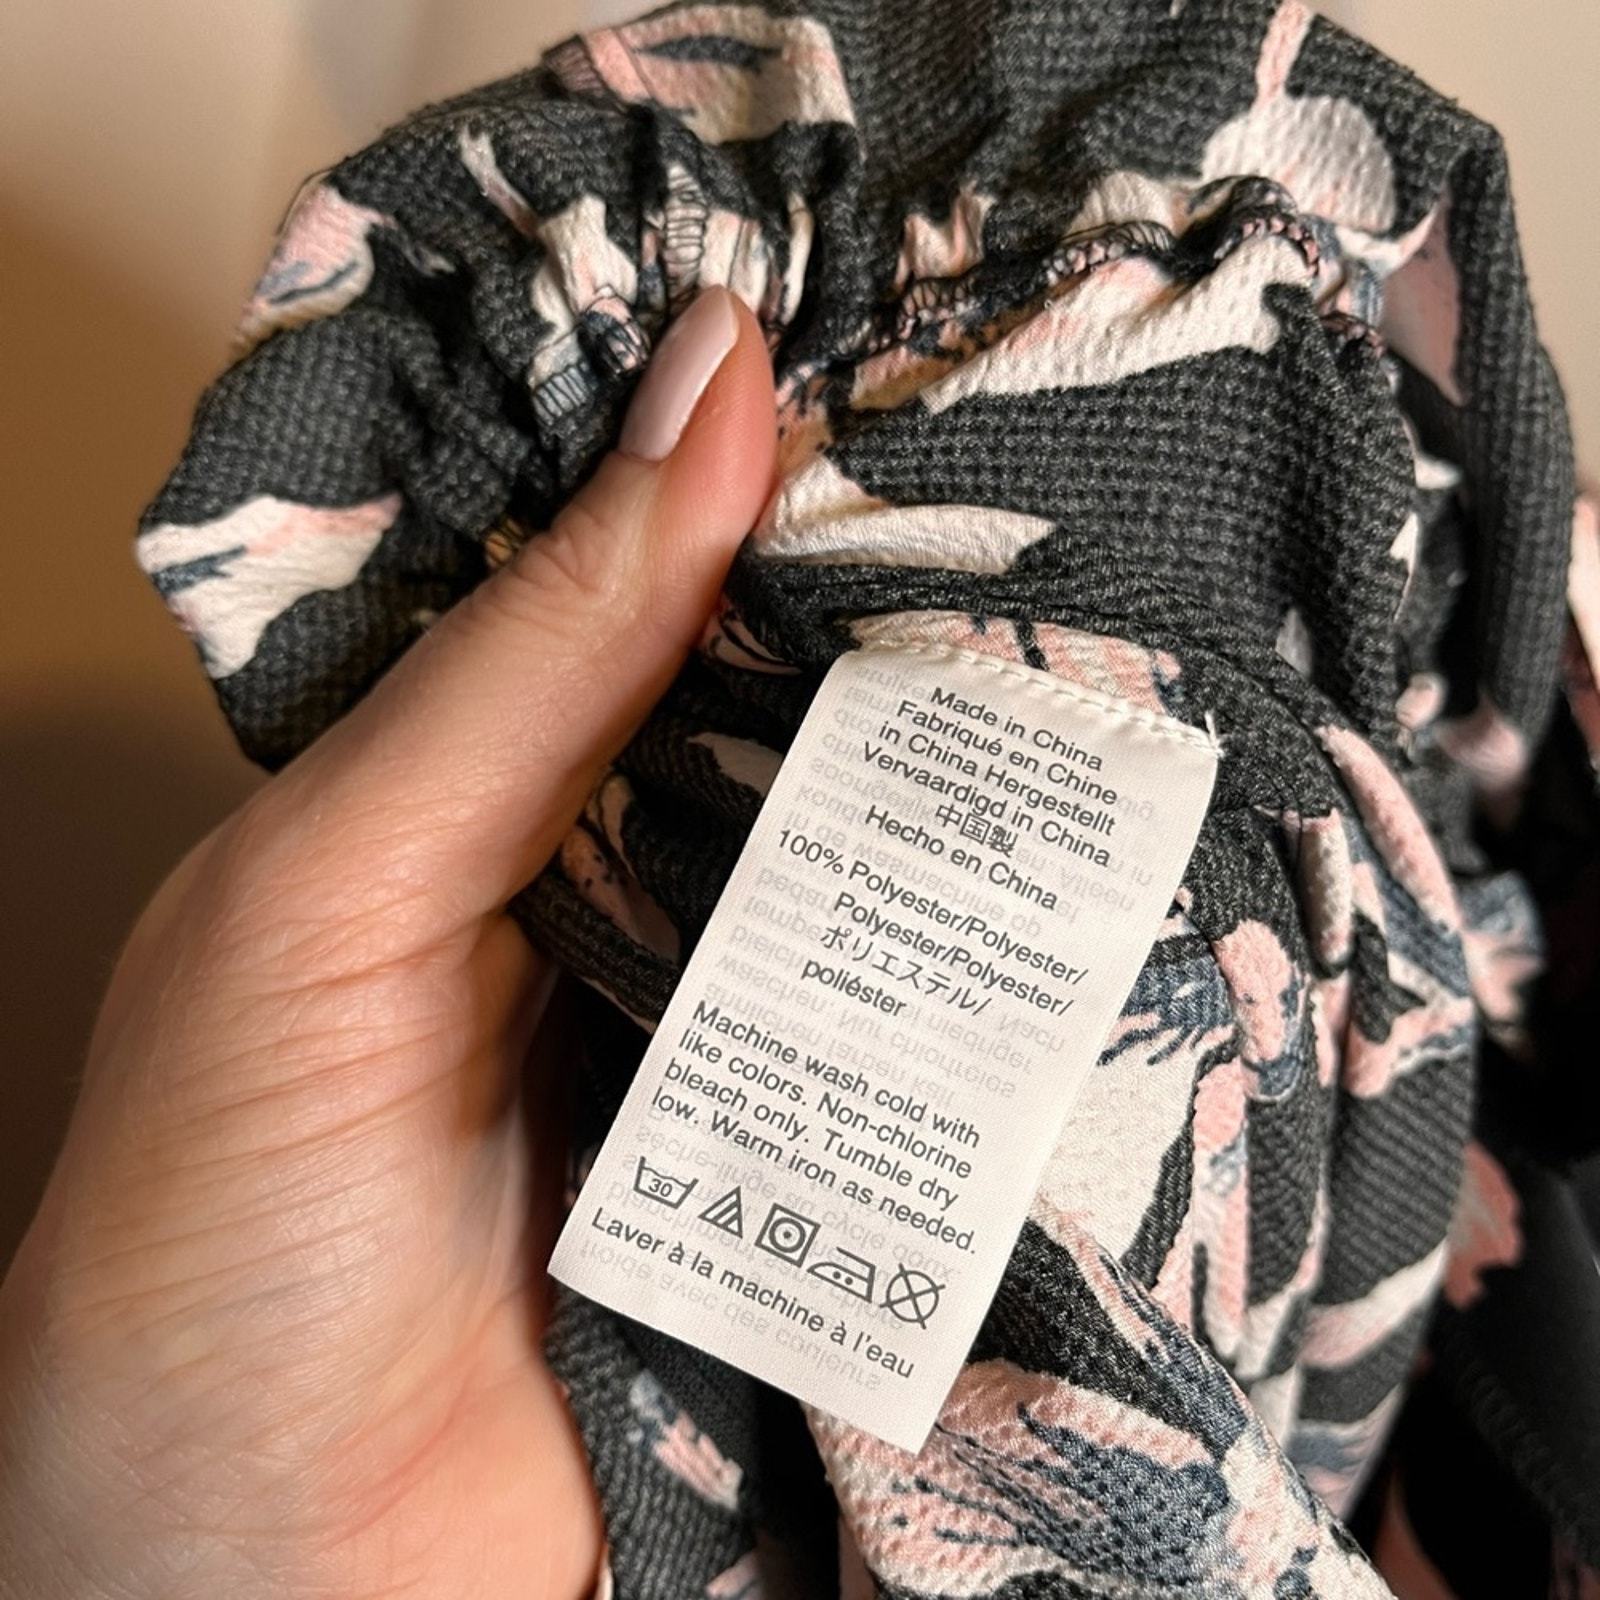 Made in China
Fabriqué en Chine
in China Hergestellt
Vervaardigd in China
中国製
Hecho en China
100% Polyester/Polyester/
Polyester/Polyester/
ポリエステル/
poliéster
Machine wash cold with
like colors. Non-chlorine
bleach only. Tumble dry
low. Warm iron as needed.
30
Laver à la machine à l'eau